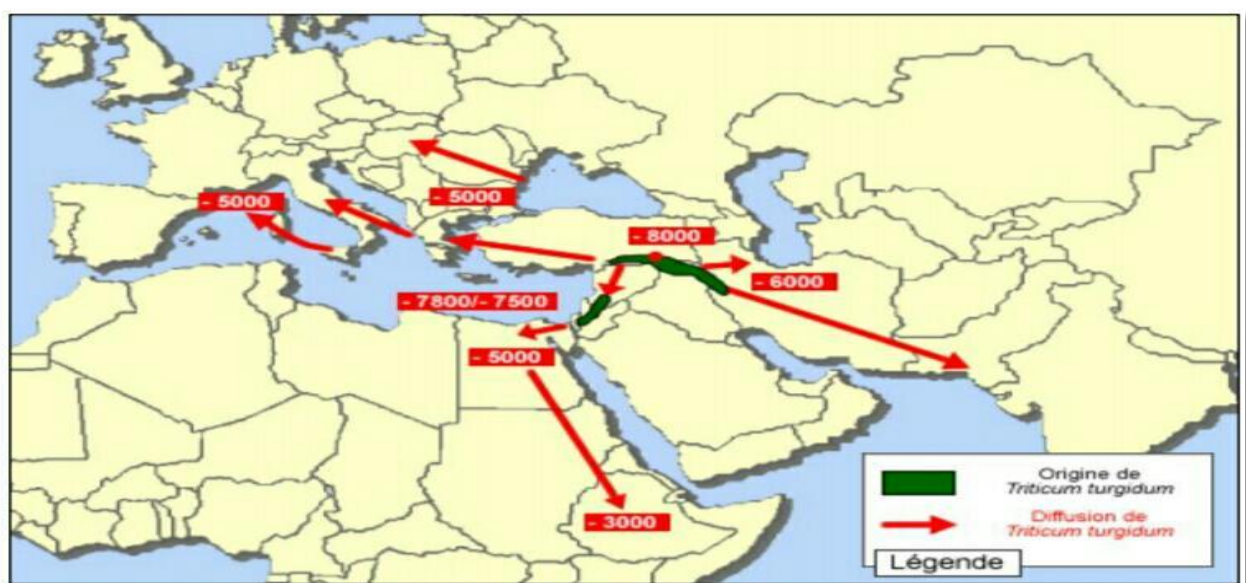 - 5000
- 5000
- 8000
- 6000
- 7800/- 7500
- 5000
- 3000
Origine de
Triticum turgidum
Diffusion de
Triticum turgidum
Légende